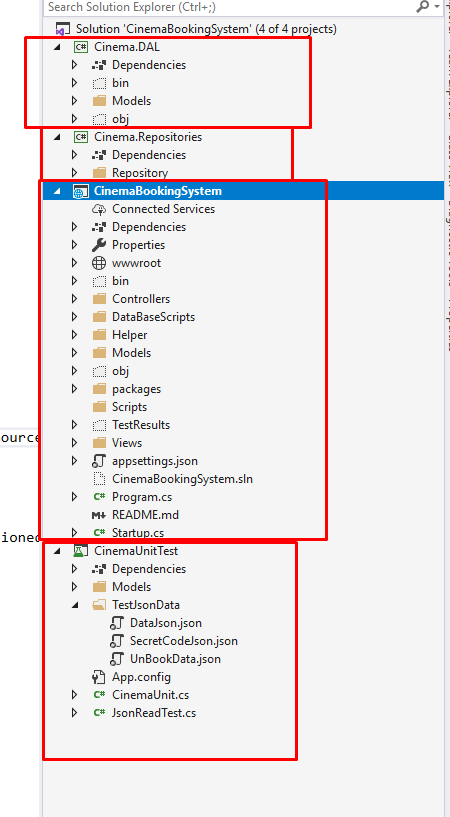 Search Solution Explorer (Ctrl+;)
Solution 'CinemaBookingSystem' (4 of 4 projects)
C# Cinema.DAL
Dependencies
bin
Models
obj
C# Cinema.Repositories
Dependencies
Repository
CinemaBookingSystem
Connected Services
Dependencies
Properties
wwwroot
bin
Controllers
DataBaseScripts
Helper
Models
obj
packages
Scripts
TestResults
ource
Views
appsettings.json
CinemaBookingSystem.sln
C# Program.cs
README.md
ioned
C# Startup.cs
CinemaUnitTest
Dependencies
Models
TestJsonData
DataJson.json
SecretCodeJson.json
UnBookData.json
App.config
C# CinemaUnit.cs
C# JsonReadTest.cs